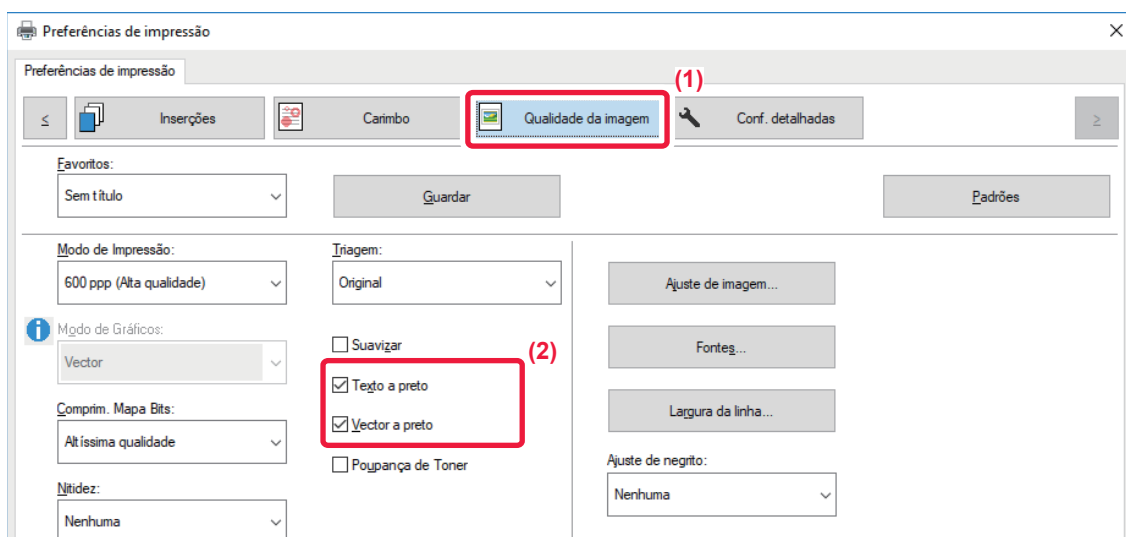 Preferências de impressão
Preferências de impressão
(1)
< Inserções Carimbo Qualidade da imagem Conf. detalhadas >
Favoritos:
Sem título Guardar Padrões
Modo de Impressão: Triagem:
600 ppp (Alta qualidade) Original Ajuste de imagem...
Modo de Gráficos:
Vector
Suavizar (2) Fontes...
Texto a preto
Comprim. Mapa Bits: Largura da linha...
Altíssima qualidade Vector a preto
Poupança de Toner Ajuste de negrito:
Nitidez:
Nenhuma Nenhuma